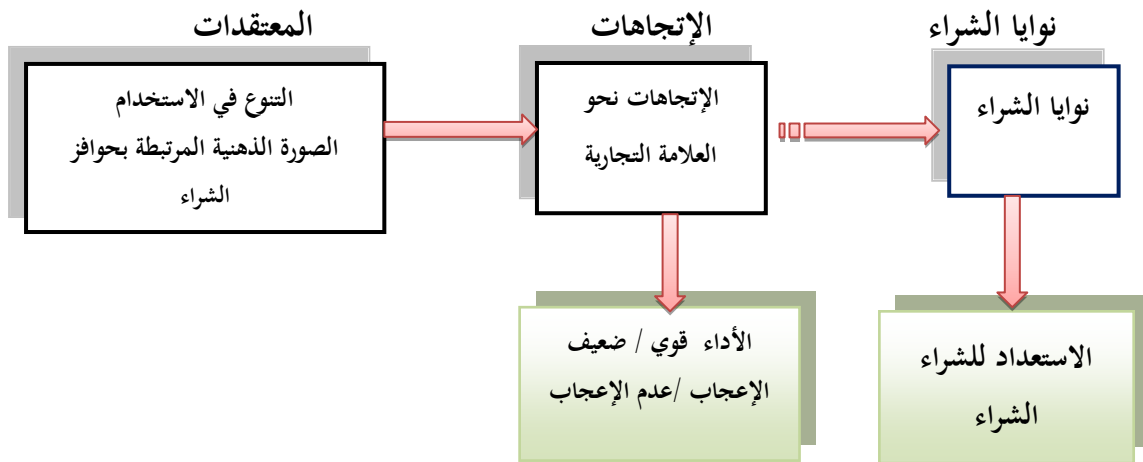 المعتقدات
الإتجاهات
نوايا الشراء
التنوع في الاستخدام
الصورة الذهنية المرتبطة بحوافز
الشراء
الإتجاهات نحو
العلامة التجارية
نوايا الشراء
الأداء قوي / ضعيف
الإعجاب /عدم الإعجاب
الاستعداد للشراء
الشراء